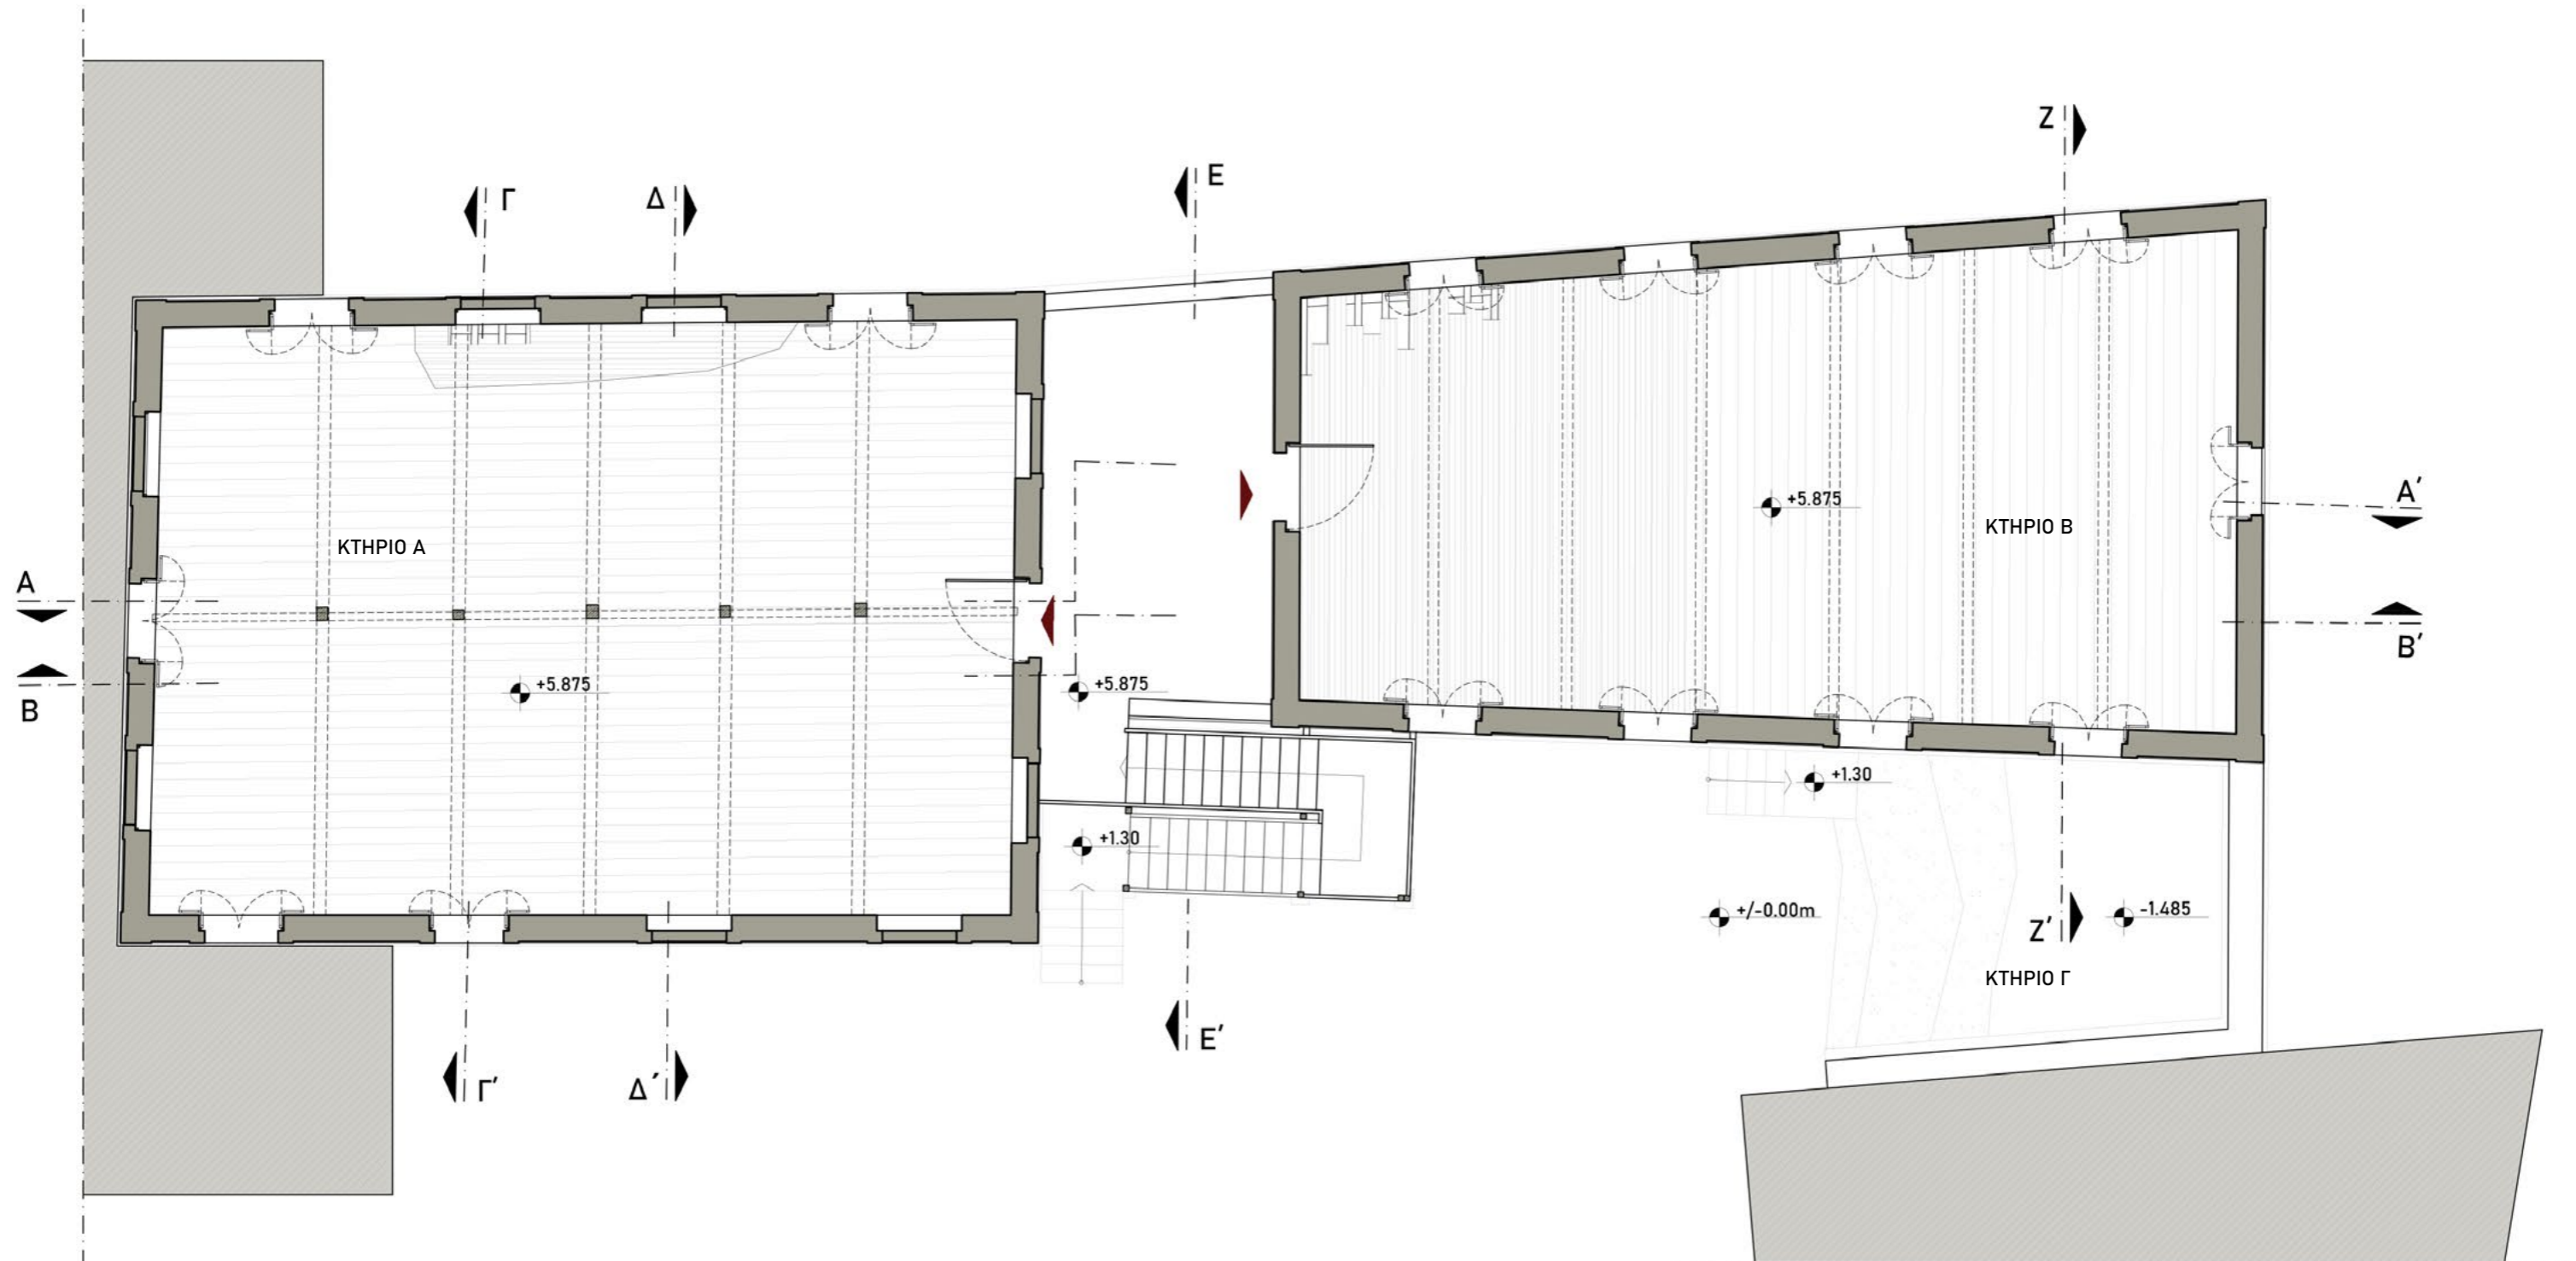 Z
E
Γ
Δ
A′
+5.875
ΚΤΗΡΙΟ Β
ΚΤΗΡΙΟ Α
A
B′
+5.875
+5.875
B
+1.30
+1.30
+/-0.00m
-1.485
Z′
ΚΤΗΡΙΟ Γ
E′
Γ′
Δ′